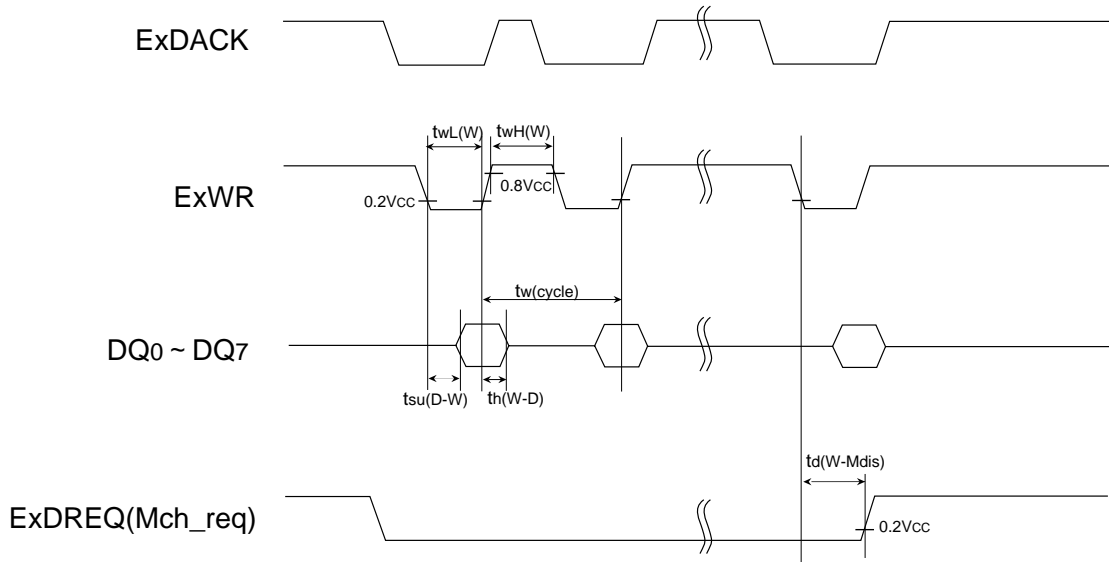 ExDACK
twL(W) twH(W)
ExWR
0.2VCC 0.8VCC
tw(cycle)
DQ0 ~ DQ7
tsu(D-W) th(W-D)
td(W-Mdis)
ExDREQ(Mch_req)
0.2VCC